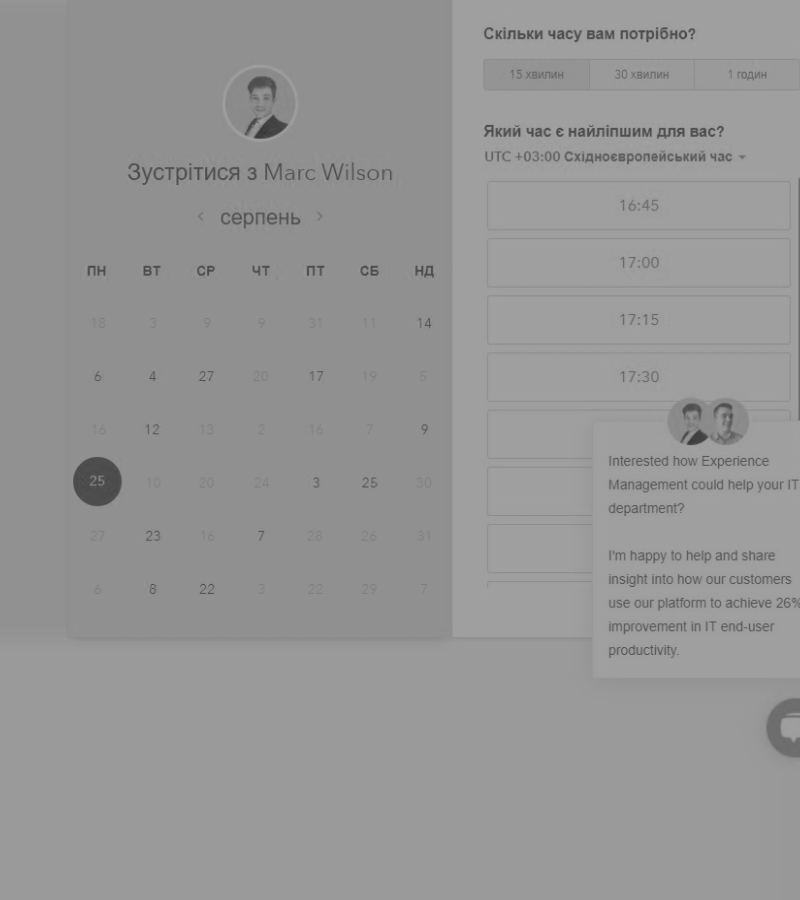 Зустрітися з Marc Wilson
серпень
ПН ВТ СР ЧТ ПТ СБ НД
18 3 9 9 31 11 14
6 4 27 20 17 19 5
16 12 13 2 16 7 9
25 10 20 24 3 25 30
27 23 16 7 28 26 31
6 8 22 3 22 29 7
Скільки часу вам потрібно?
15 хвилин 30 хвилин 1 годин
Який час є найліпшим для вас?
UTC +03:00 Східноєвропейський час
16:45
17:00
17:15
17:30
Interested how Experience
Management could help your IT
department?
I'm happy to help and share
insight into how our customers
use our platform to achieve 26%
improvement in IT end-user
productivity.